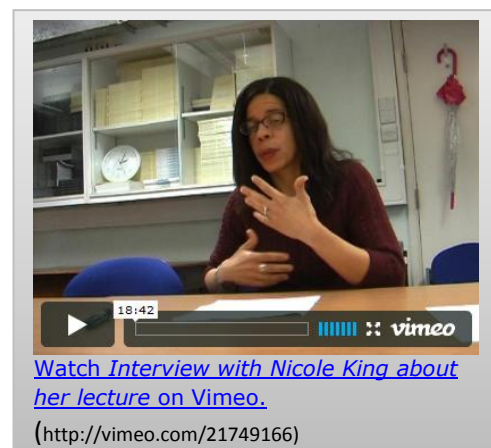 18:42
vimeo
Watch Interview with Nicole King about
her lecture on Vimeo.
(http://vimeo.com/21749166)